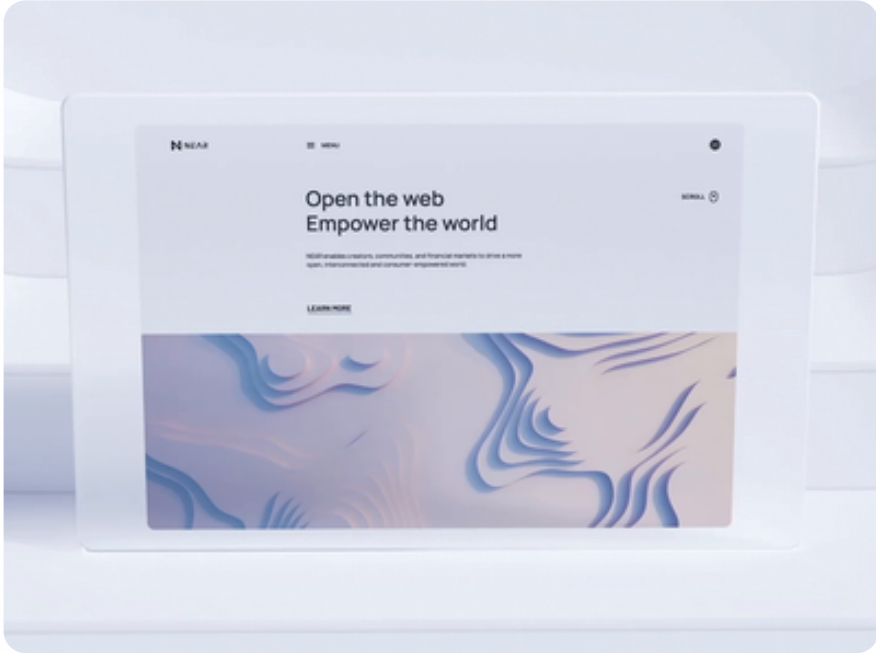 NEAR
MENU
Open the web
SCROLL
Empower the world
NEAR enables creators, communities, and financial markets to drive a more
open, interconnected and consumer-empowered world.
LEARN MORE